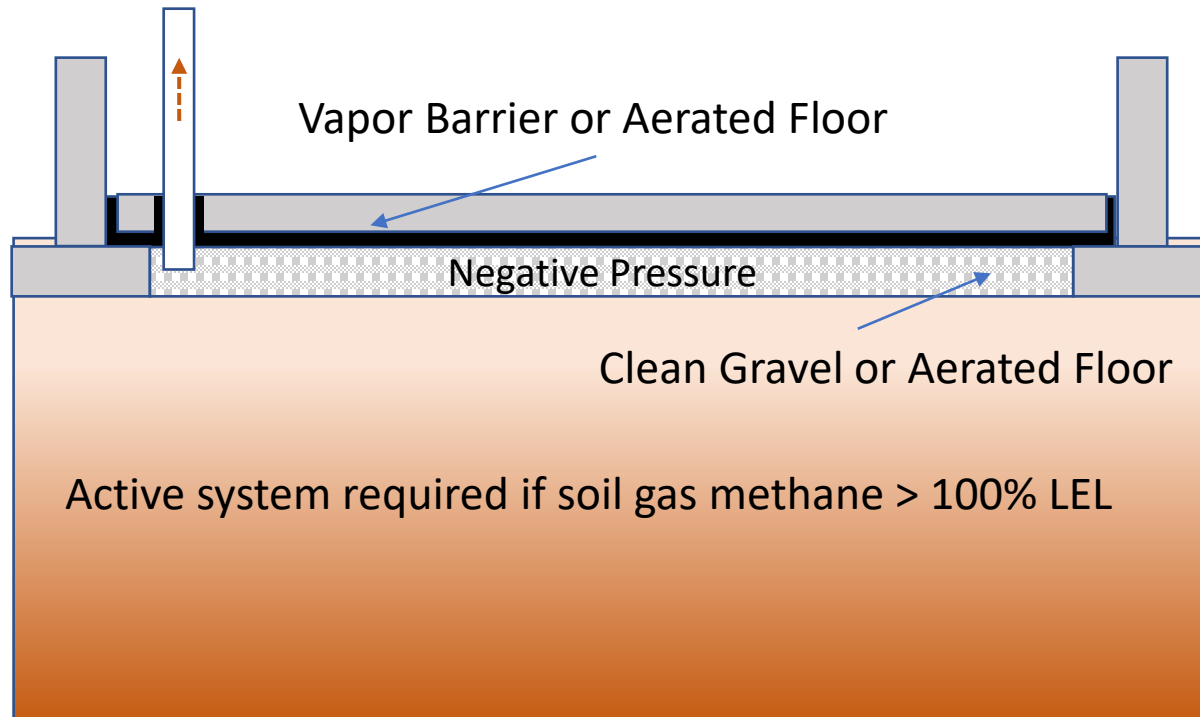 Vapor Barrier or Aerated Floor
Negative Pressure
Clean Gravel or Aerated Floor
Active system required if soil gas methane > 100% LEL